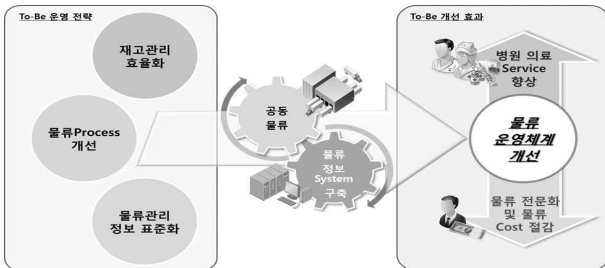 To-Be 운영 전략
재고관리
효율화
물류Process
개선
물류관리
정보 표준화
공동
물류
물류
정보
System
구축
To-Be 개선 효과
병원 의료
Service
향상
물류
운영체계
개선
물류 전문화
및 물류
Cost 절감